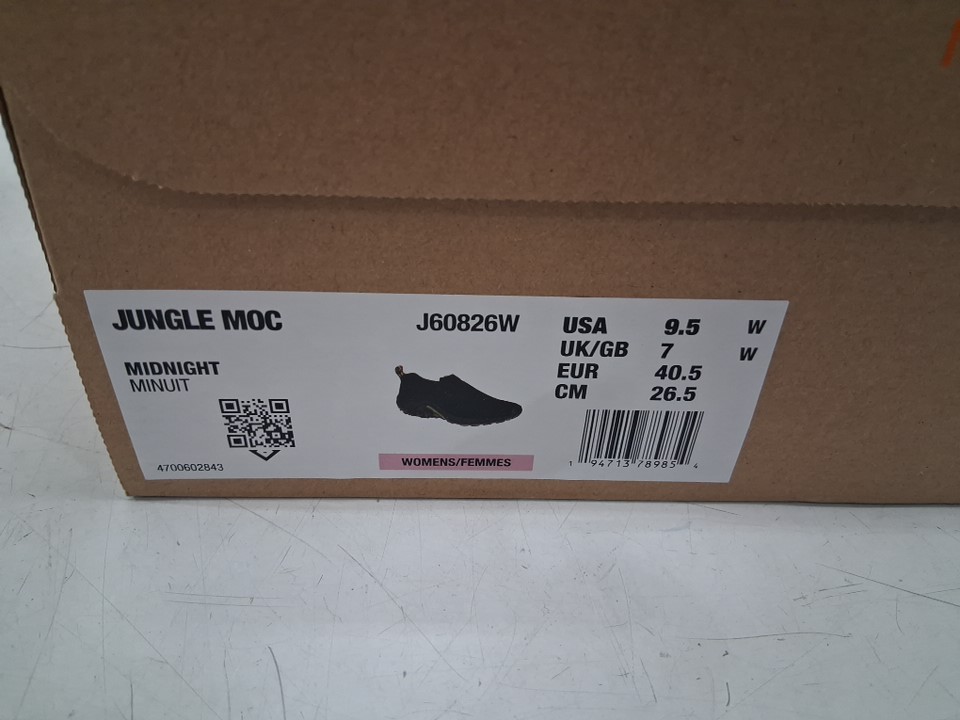 JUNGLE MOC
J60826W
MIDNIGHT
MINUIT
4700602843
WOMENS/FEMMES
USA 9.5 W
UK/GB 7 W
EUR 40.5
CM 26.5
1 94713 78985 4